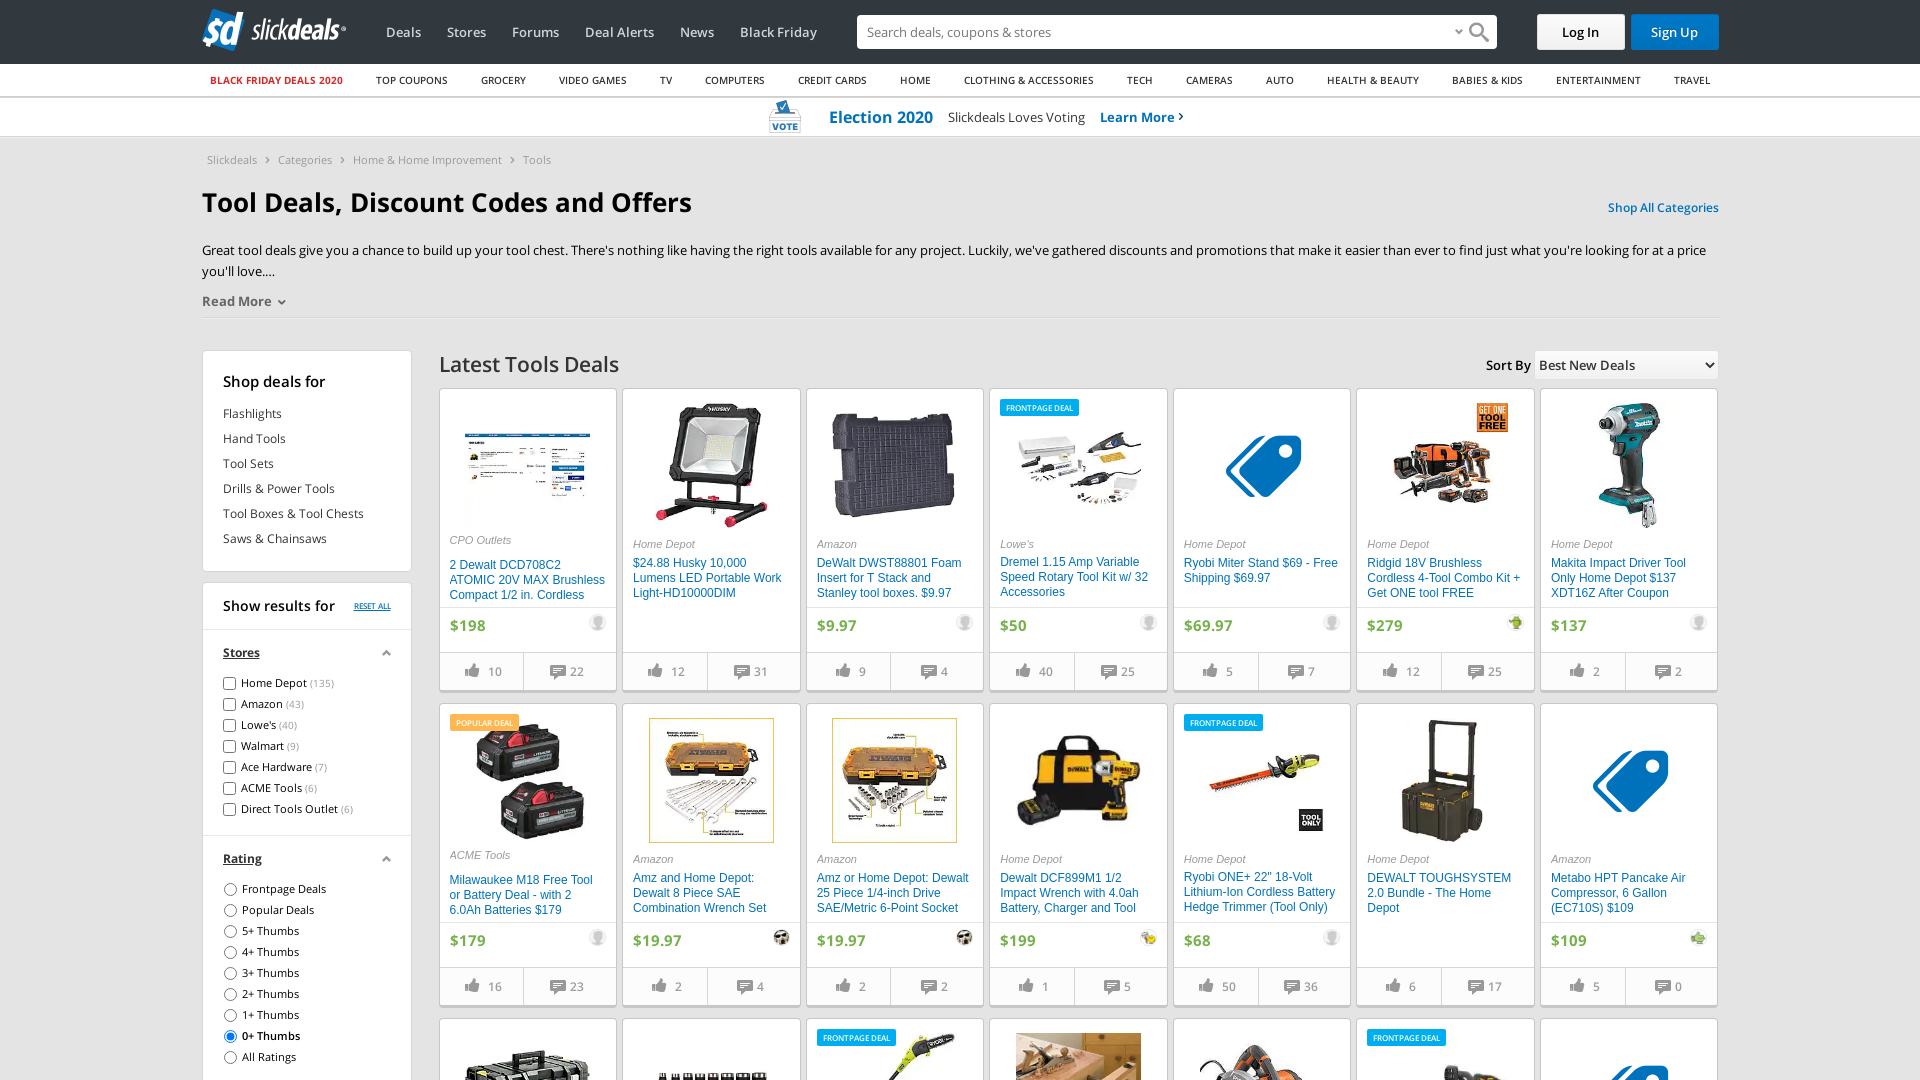 slickdeals
Deals
Stores
Forums
Deal Alerts
News
Black Friday
Search deals, coupons & stores
Log In
Sign Up
BLACK FRIDAY DEALS 2020
TOP COUPONS
GROCERY
VIDEO GAMES
TV
COMPUTERS
CREDIT CARDS
HOME
CLOTHING & ACCESSORIES
TECH
CAMERAS
AUTO
HEALTH & BEAUTY
BABIES & KIDS
ENTERTAINMENT
TRAVEL
VOTE
Election 2020
Slickdeals Loves Voting
Learn More
Slickdeals
Categories
Home & Home Improvement
Tools
Tool Deals, Discount Codes and Offers
Shop All Categories
Great tool deals give you a chance to build up your tool chest. There's nothing like having the right tools available for any project. Luckily, we've gathered discounts and promotions that make it easier than ever to find just what you're looking for at a price
you'll love....
Read More
Shop deals for
Flashlights
Hand Tools
Tool Sets
Drills & Power Tools
Tool Boxes & Tool Chests
Saws & Chainsaws
Show results for
RESET ALL
Stores
Home Depot (135)
Amazon (43)
Lowe's (40)
Walmart (9)
Ace Hardware (7)
ACME Tools (6)
Direct Tools Outlet (6)
Rating
Frontpage Deals
Popular Deals
5+ Thumbs
4+ Thumbs
3+ Thumbs
2+ Thumbs
1+ Thumbs
0+ Thumbs
All Ratings
Latest Tools Deals
Sort By
Best New Deals
CPO Outlets
2 Dewalt DCD708C2
ATOMIC 20V MAX Brushless
Compact 1/2 in. Cordless
$198
10
22
HUSKY
Home Depot
$24.88 Husky 10,000
Lumens LED Portable Work
Light-HD10000DIM
12
31
Amazon
DeWalt DWST88801 Foam
Insert for T Stack and
Stanley tool boxes. $9.97
$9.97
9
4
FRONTPAGE DEAL
Lowe's
Dremel 1.15 Amp Variable
Speed Rotary Tool Kit w/ 32
Accessories
$50
40
25
Home Depot
Ryobi Miter Stand $69 - Free
Shipping $69.97
$69.97
5
7
GET ONE
TOOL
FREE
Home Depot
Ridgid 18V Brushless
Cordless 4-Tool Combo Kit +
Get ONE tool FREE
$279
12
25
Home Depot
Makita Impact Driver Tool
Only Home Depot $137
XDT16Z After Coupon
$137
2
2
POPULAR DEAL
ACME Tools
Milawaukee M18 Free Tool
or Battery Deal - with 2
6.0Ah Batteries $179
$179
16
23
Amazon
Amz and Home Depot:
Dewalt 8 Piece SAE
Combination Wrench Set
$19.97
2
4
Amazon
Amz or Home Depot: Dewalt
25 Piece 1/4-inch Drive
SAE/Metric 6-Point Socket
$19.97
2
2
DEWALT
Home Depot
Dewalt DCF899M1 1/2
Impact Wrench with 4.0ah
Battery, Charger and Tool
$199
1
5
FRONTPAGE DEAL
TOOL
ONLY
Home Depot
Ryobi ONE+ 22" 18-Volt
Lithium-Ion Cordless Battery
Hedge Trimmer (Tool Only)
$68
50
36
Home Depot
DEWALT TOUGHSYSTEM
2.0 Bundle - The Home
Depot
6
17
Amazon
Metabo HPT Pancake Air
Compressor, 6 Gallon
(EC710S) $109
$109
5
0
FRONTPAGE DEAL
FRONTPAGE DEAL